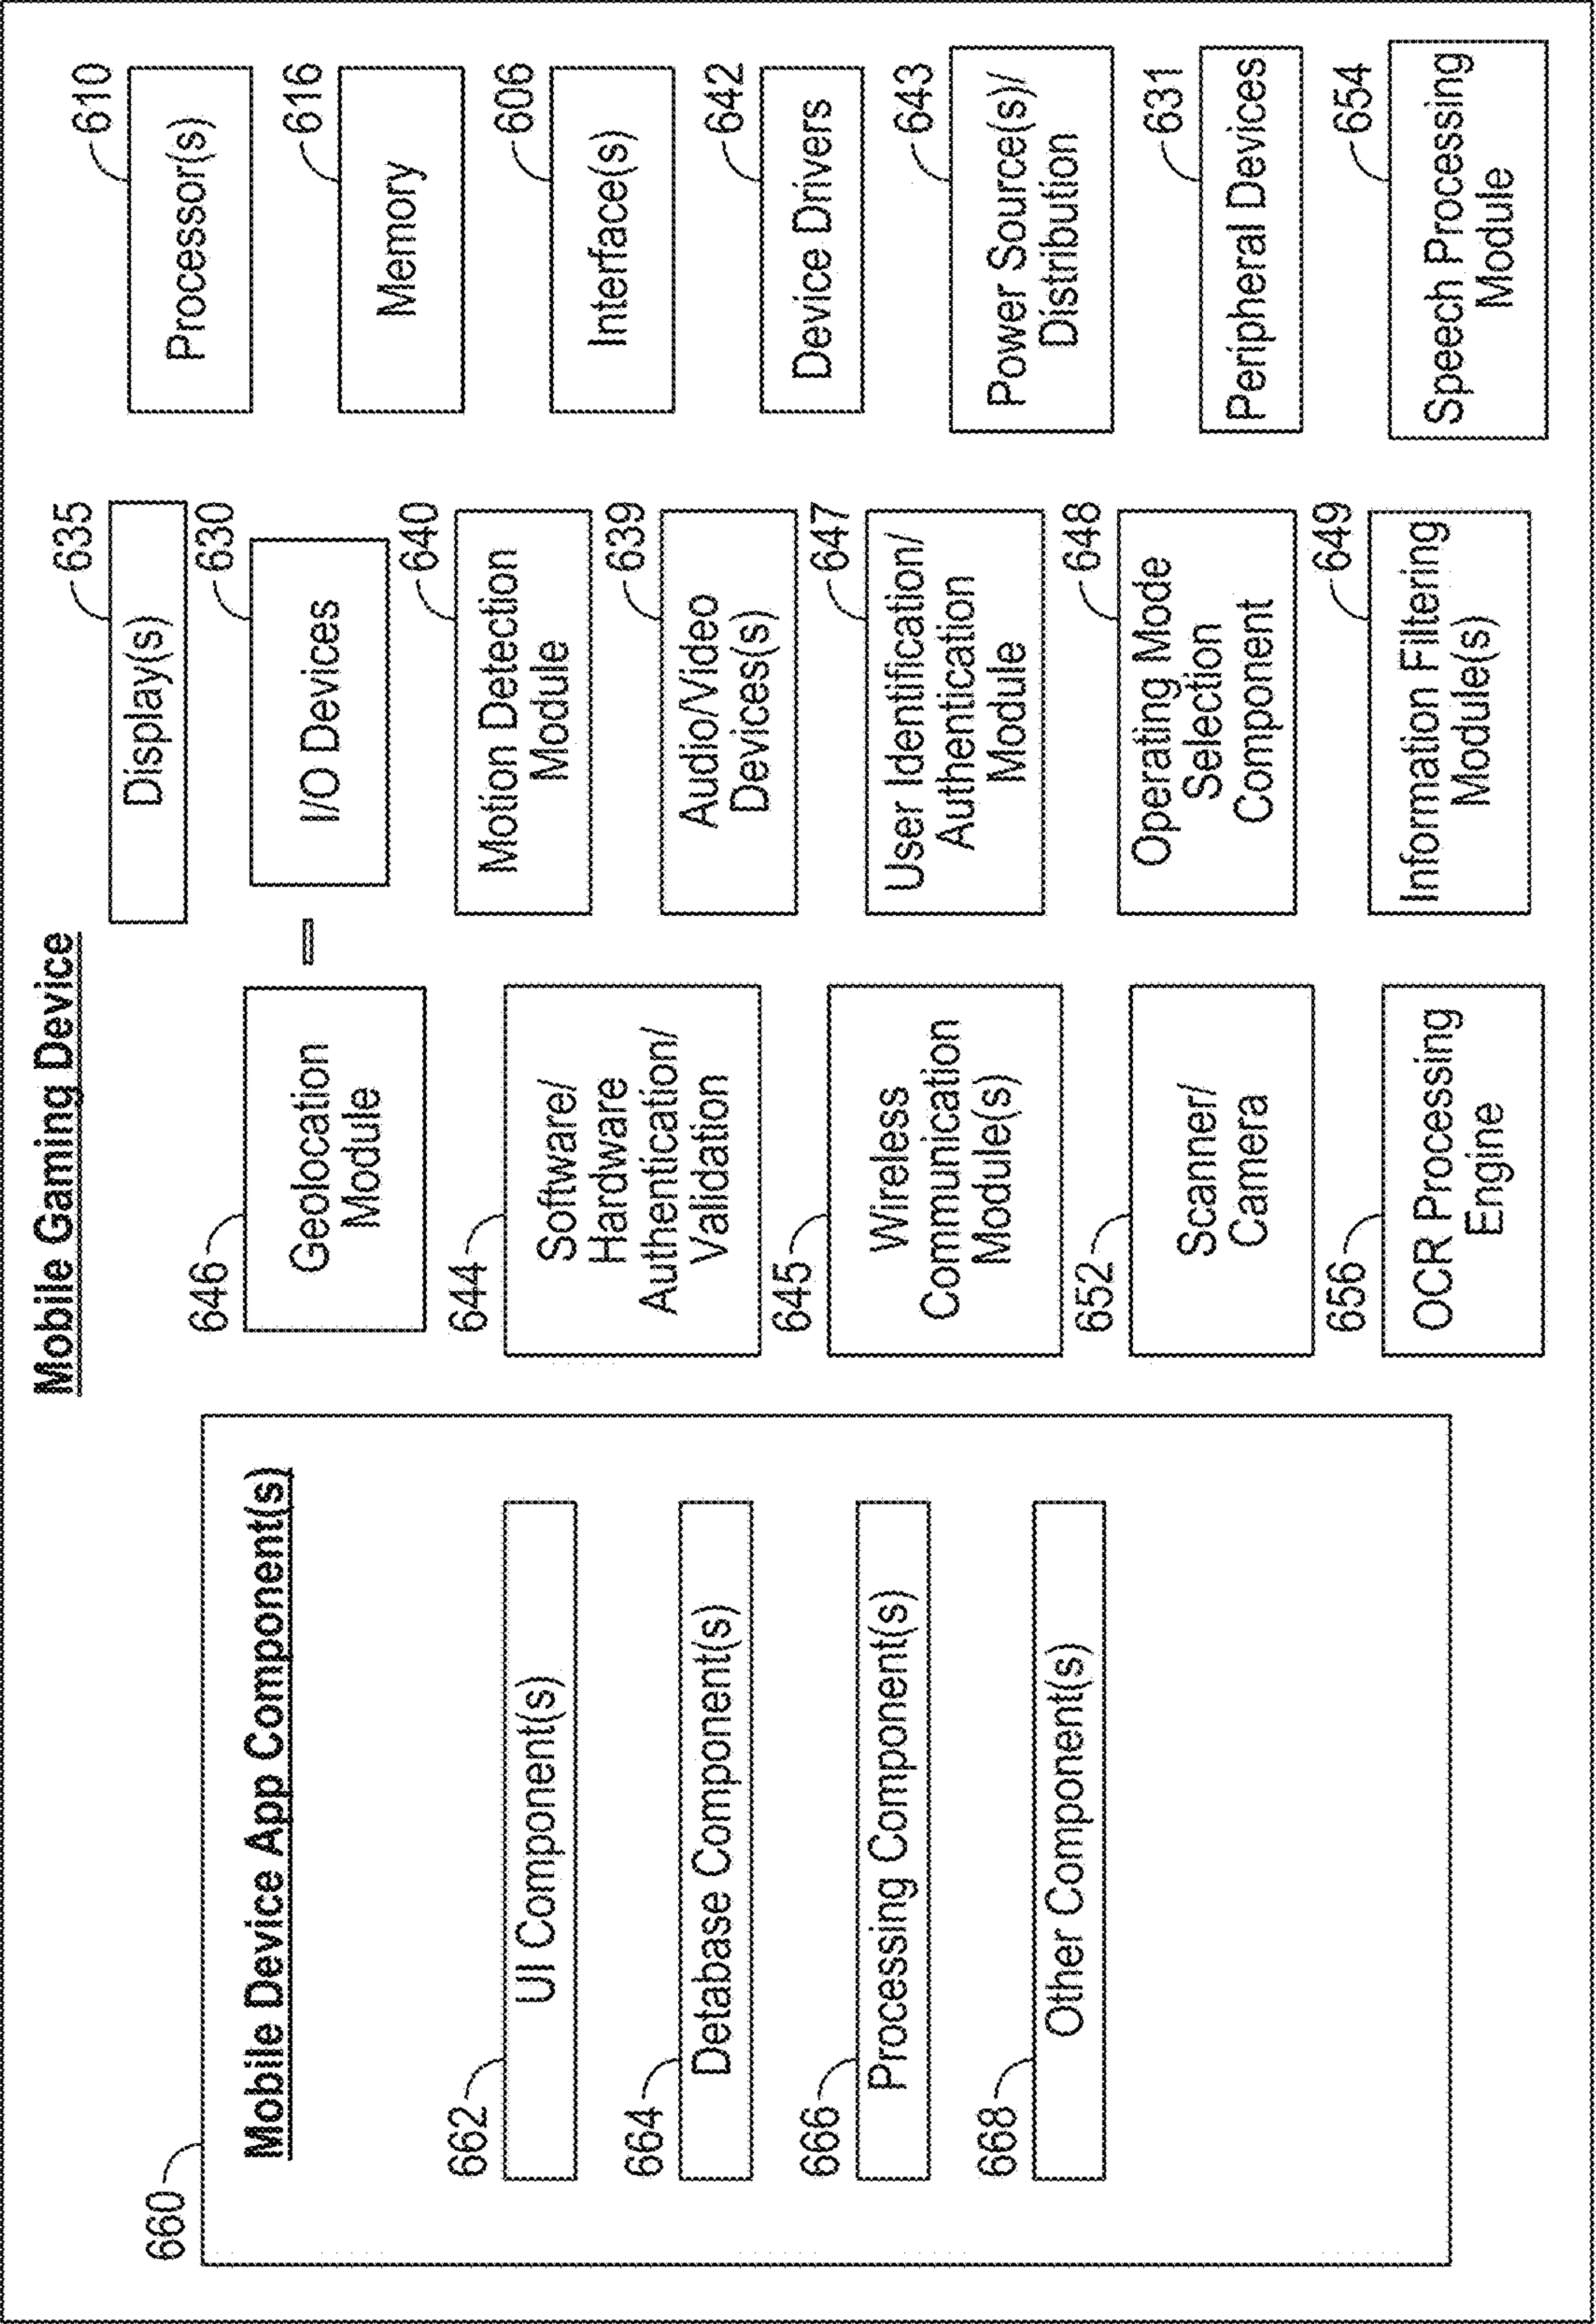 Mobile Gaming Device
660
Mobile Device App Component(s)
662
UI Component(s)
664
Detabase Component(s)
666
Processing Component(s)
668
Other Component(s)
646
Geolocation
Module
644
Software/
Hardware
Authentication/
Validation
645
Wireless
Communication
Module(s)
652
Scanner/
Camera
656
OCR Processing
Engine
635
Display(s)
630
I/O Devices
640
Motion Detection
Module
639
Audio/Video
Devices(s)
647
User Identification/
Authentication
Module
648
Operating Mode
Selection
Component
649
Information Filtering
Module(s)
610
Processor(s)
616
Memory
606
Interface(s)
642
Device Drivers
643
Power Source(s)/
Distribution
631
Peripheral Devices
654
Speech Processing
Module